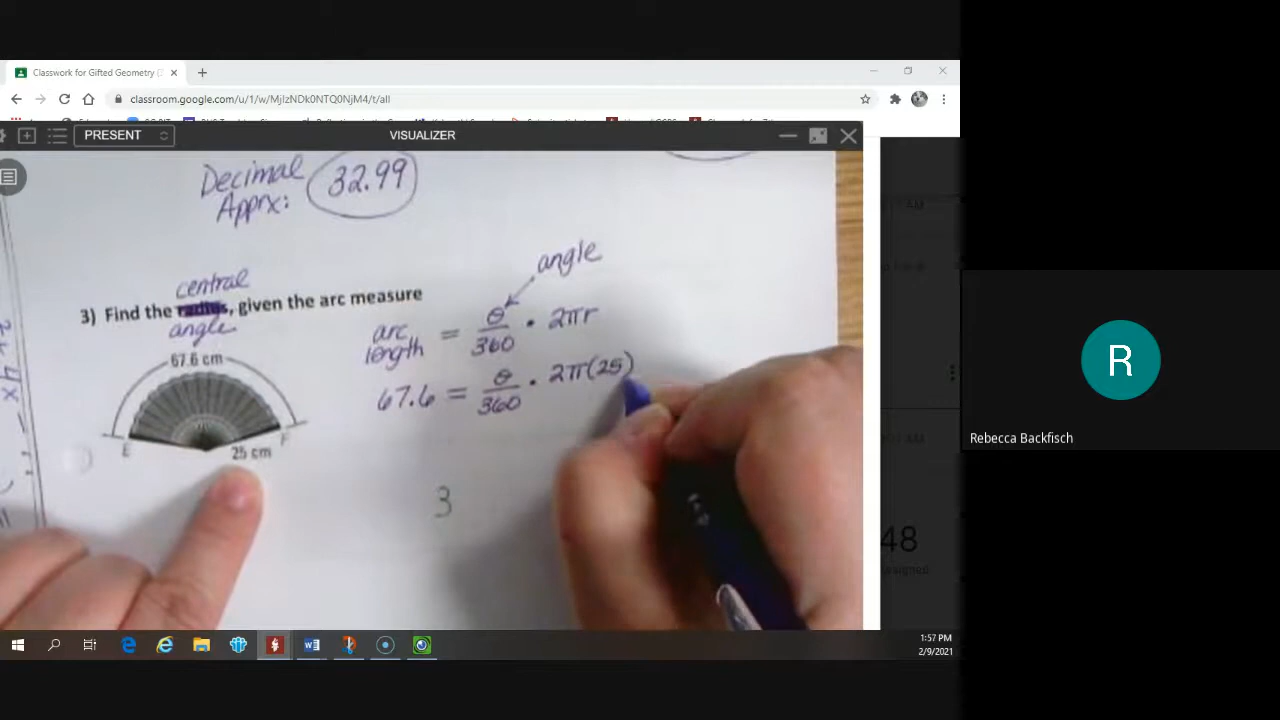 Classwork for Gifted Geometry (
classroom.google.com/u/1/w/MjIzNDk0NTQ0NjM4/t/all
PRESENT
VISUALIZER
Decimal
Apprx: 32.99
angle
central
3) Find the radius, given the arc measure
angle
arc length = θ/360 • 2πr
67.6 cm
67.6 = θ/360 • 2π(25)
E
F
25 cm
3
48
Rebecca Backfisch
R
1:57 PM
2/9/2021